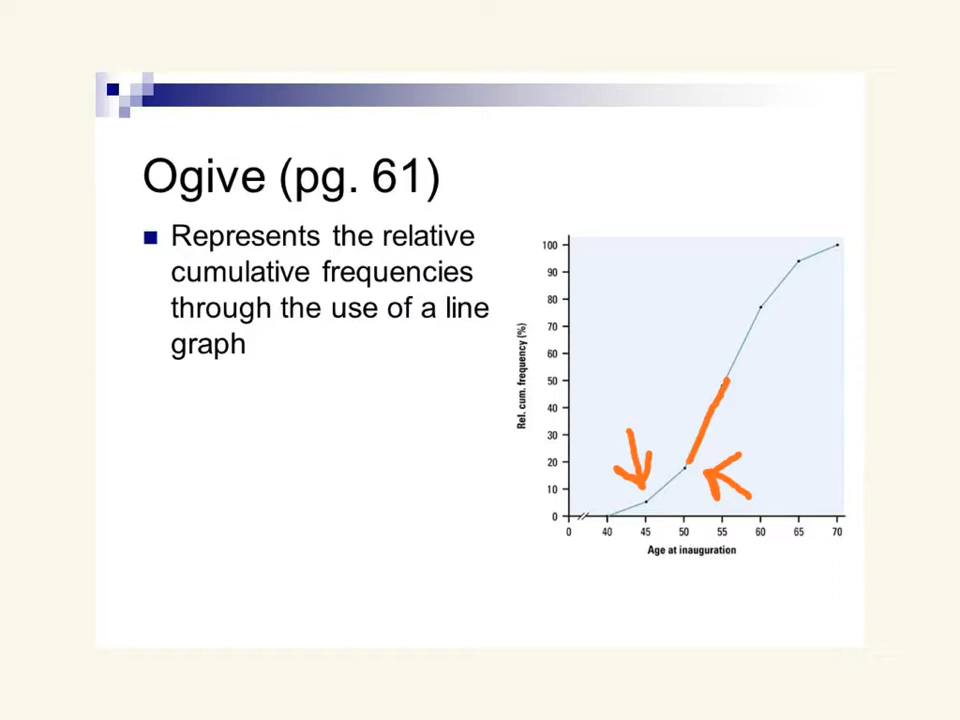 Ogive (pg. 61)
Represents the relative
cumulative frequencies
through the use of a line
graph
Rel. cum. frequency (%)
100
90
80
70
60
50
40
30
20
10
0
0 40 45 50 55 60 65 70
Age at inauguration